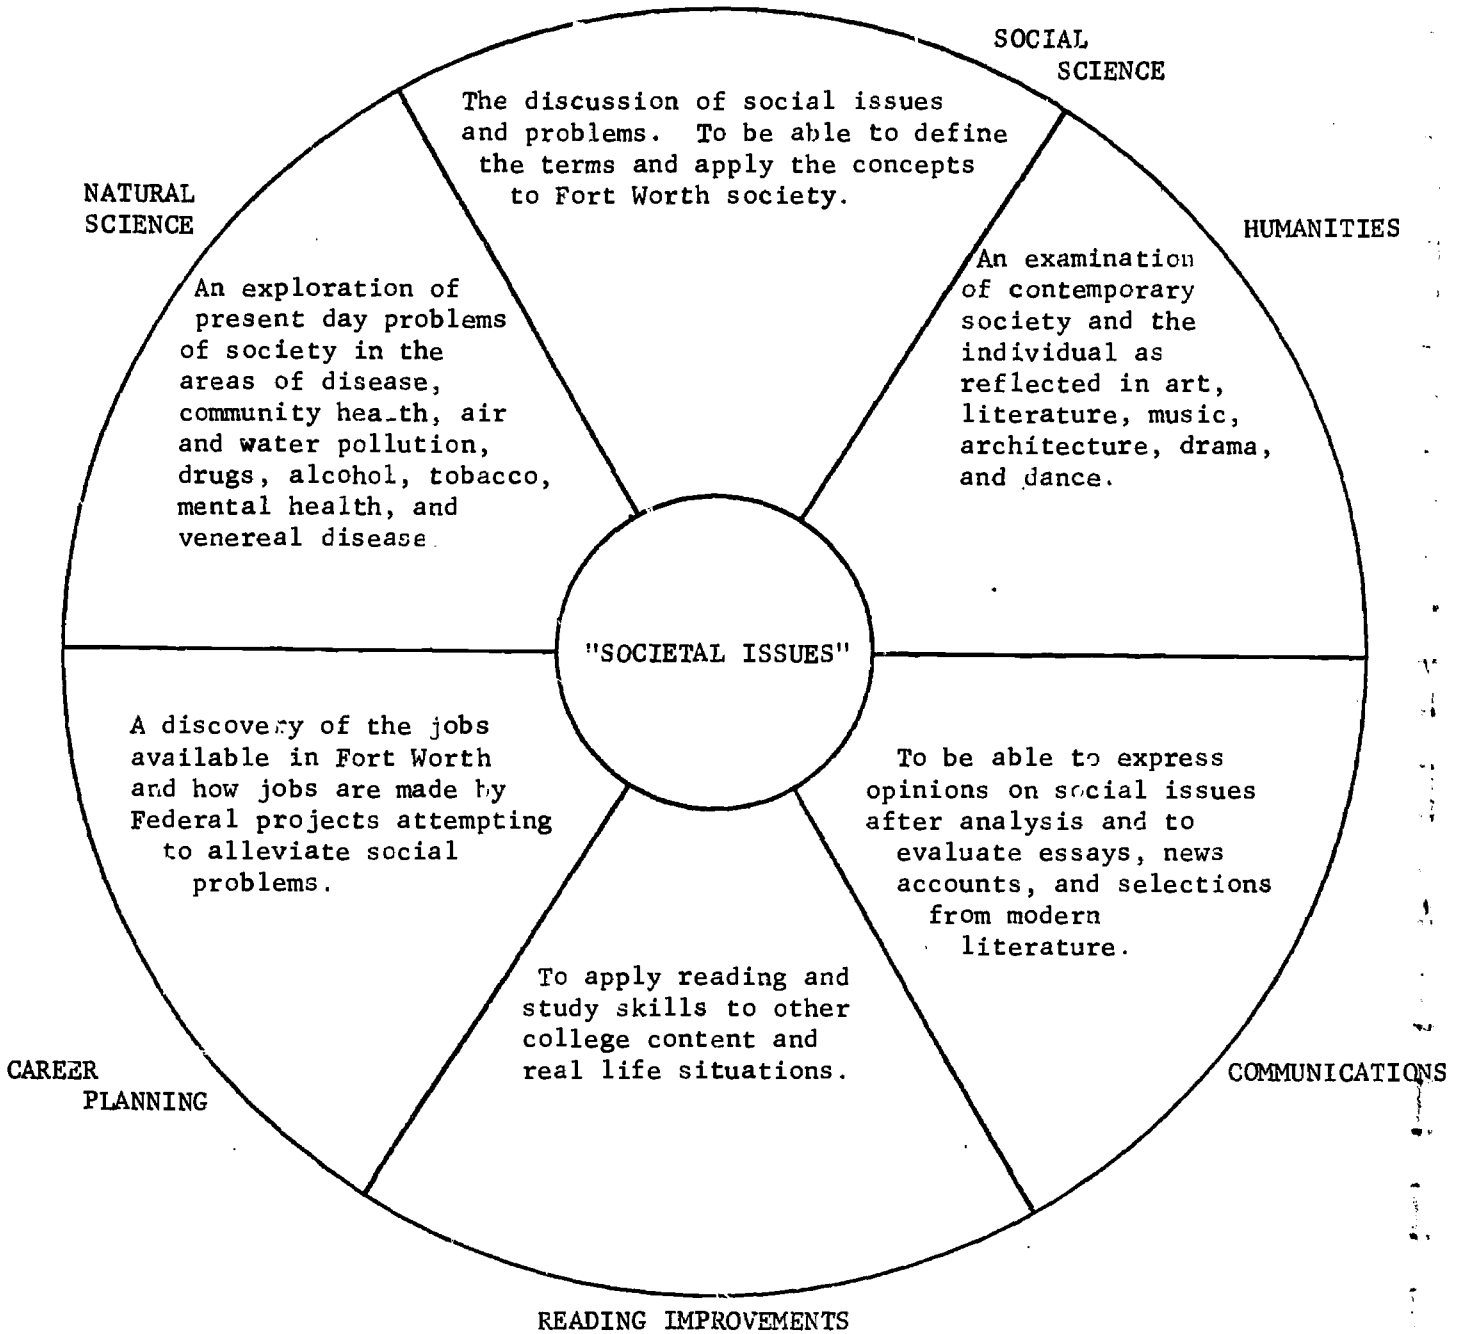 SOCIAL
SCIENCE
The discussion of social issues
and problems. To be able to define
the terms and apply the concepts
to Fort Worth society.
HUMANITIES
An examination
of contemporary
society and the
individual as
reflected in art,
literature, music,
architecture, drama,
and dance.
NATURAL
SCIENCE
An exploration of
present day problems
of society in the
areas of disease,
community health, air
and water pollution,
drugs, alcohol, tobacco,
mental health, and
venereal disease
"SOCIETAL ISSUES"
A discovery of the jobs
available in Fort Worth
and how jobs are made by
Federal projects attempting
to alleviate social
problems.
CAREER
PLANNING
To be able to express
opinions on social issues
after analysis and to
evaluate essays, news
accounts, and selections
from modern
literature.
COMMUNICATIONS
To apply reading and
study skills to other
college content and
real life situations.
READING IMPROVEMENTS